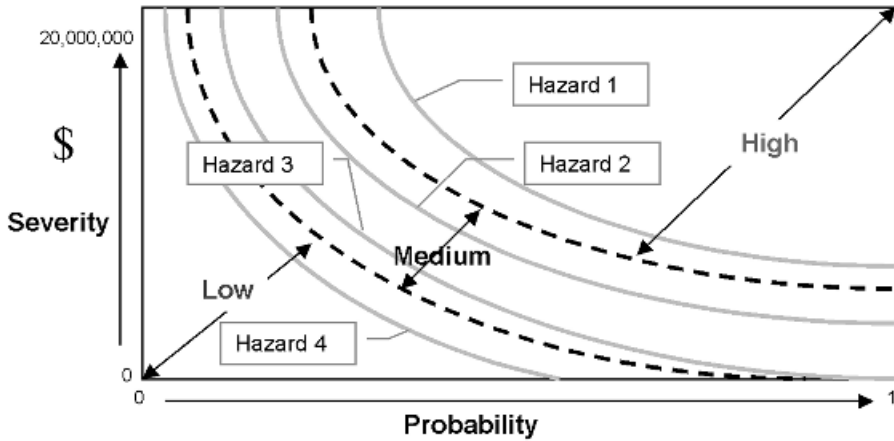 20,000,000
$
Severity
Hazard 1
High
Hazard 3
Hazard 2
Medium
Low
Hazard 4
0
0
1
Probability